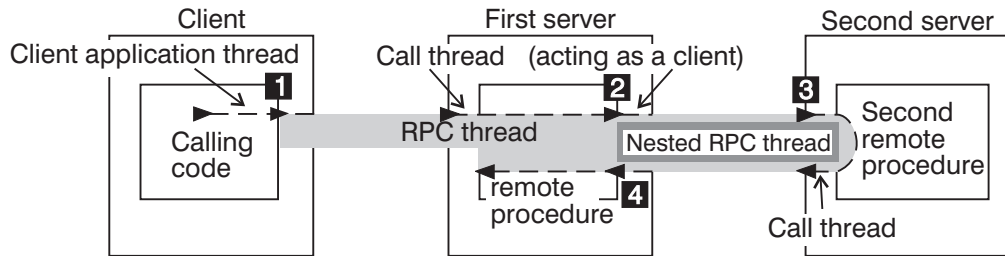 Client
First server
Second server
Client application thread
Call thread
(acting as a client)
1
2
3
Calling
code
RPC thread
Nested RPC thread
Second
remote
procedure
remote
procedure
4
Call thread